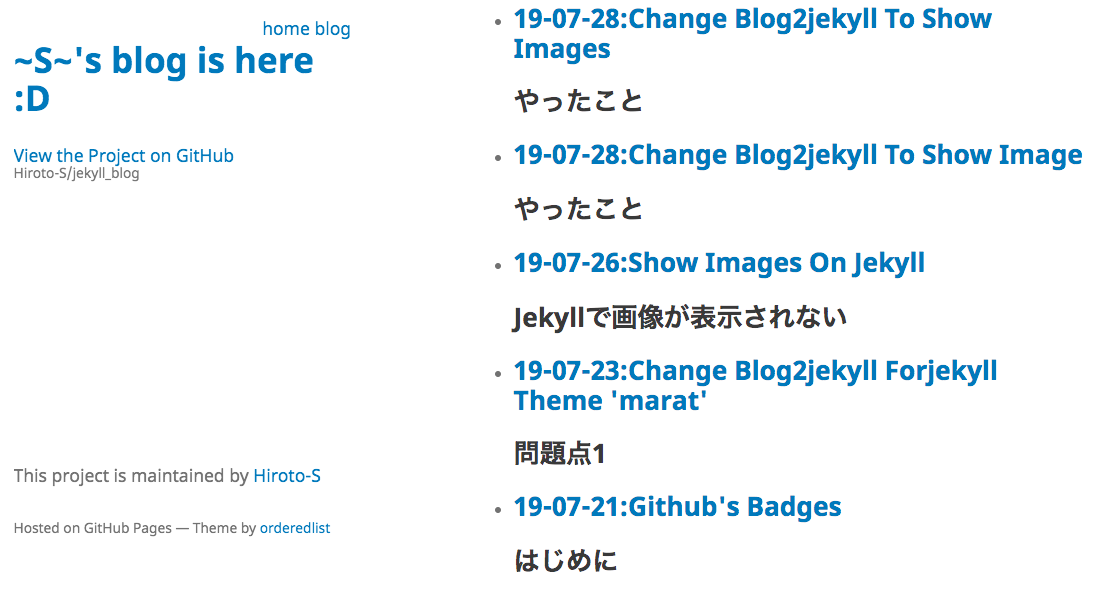 home blog
~S~'s blog is here
:D
View the Project on GitHub
Hiroto-S/jekyll_blog
This project is maintained by Hiroto-S
Hosted on GitHub Pages — Theme by orderedlist
19-07-28:Change Blog2jekyll To Show
Images
やったこと
19-07-28:Change Blog2jekyll To Show Image
やったこと
19-07-26:Show Images On Jekyll
Jekyllで画像が表示されない
19-07-23:Change Blog2jekyll Forjekyll
Theme 'marat'
問題点1
19-07-21:Github's Badges
はじめに